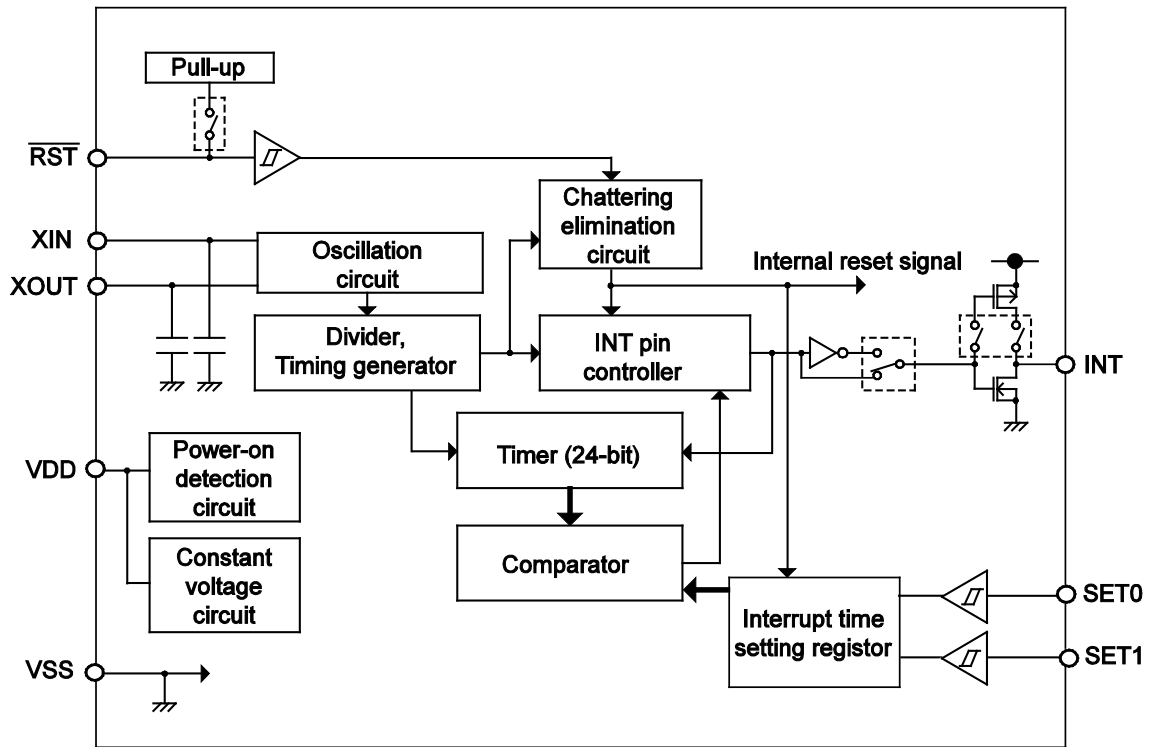 Pull-up
RST
Chattering
elimination
circuit
XIN
Oscillation
circuit
XOUT
Internal reset signal
Divider,
Timing generator
INT pin
controller
INT
Timer (24-bit)
VDD
Power-on
detection
circuit
Comparator
Constant
voltage
circuit
SET0
Interrupt time
setting registor
SET1
VSS